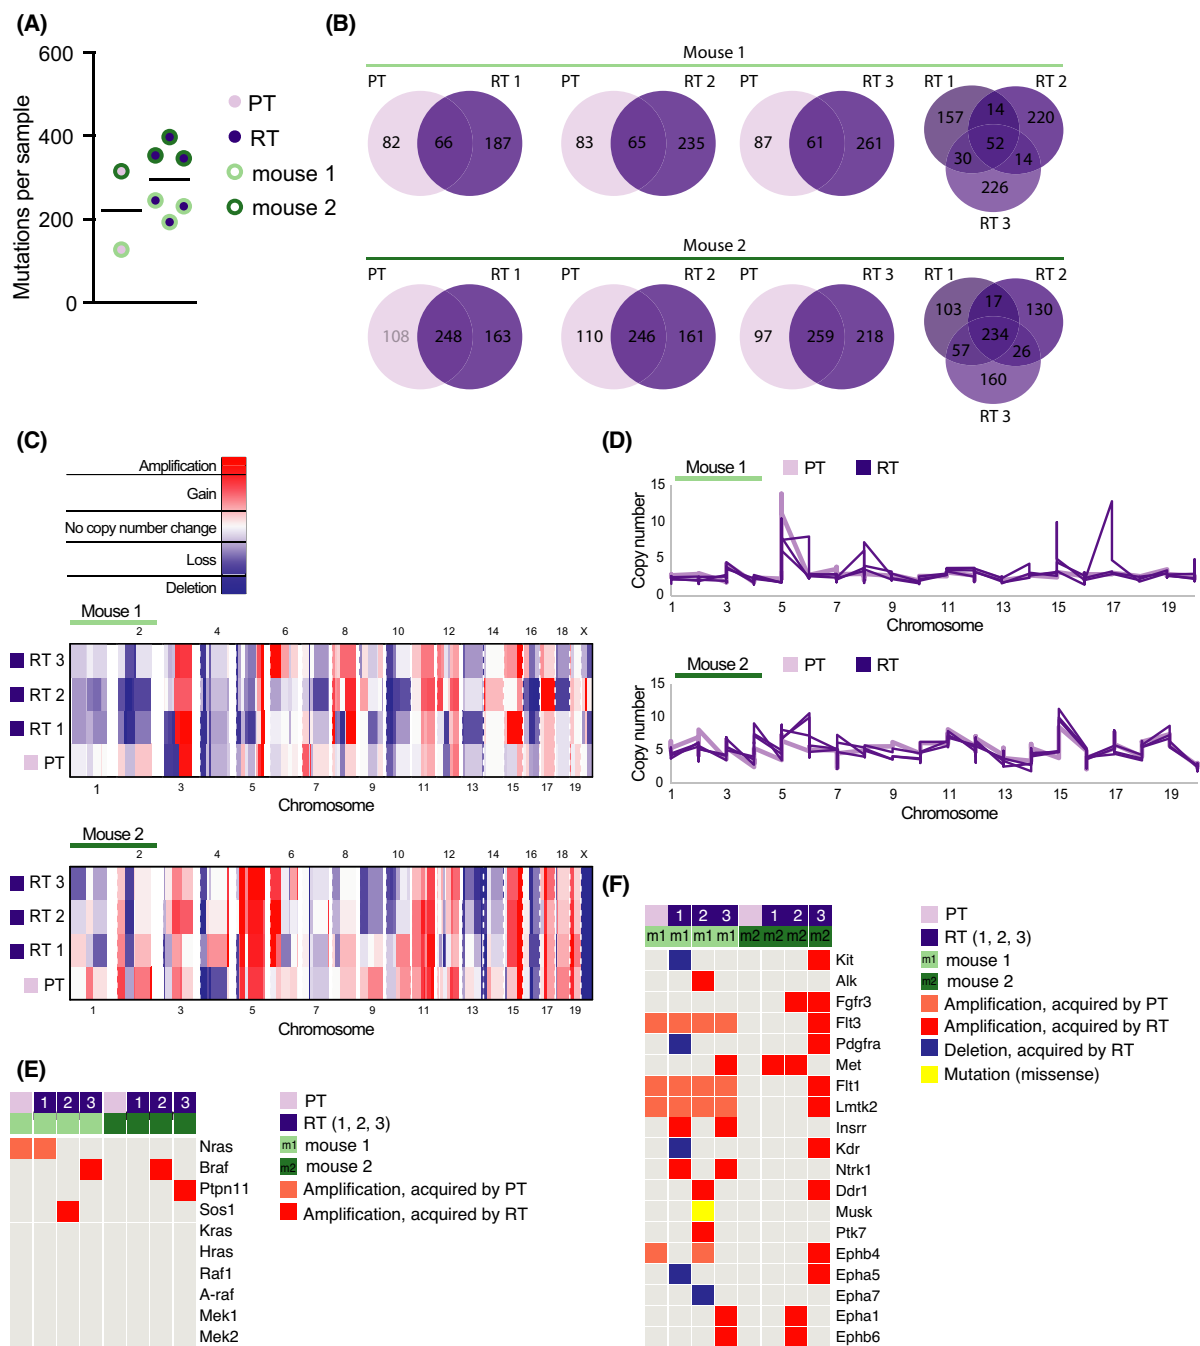 (A)
600
400
200
0
Mutations per sample
PT
RT
mouse 1
mouse 2
(B)
Mouse 1
PT RT 1 PT RT 2 PT RT 3 RT 1 RT 2
82 66 187 83 65 235 87 61 261 157 14 220
52
30 14
226
RT 3
Mouse 2
PT RT 1 PT RT 2 PT RT 3 RT 1 RT 2
108 248 163 110 246 161 97 259 218 103 17 130
234
57 26
160
RT 3
(C)
Amplification
Gain
No copy number change
Loss
Deletion
Mouse 1
2 4 6 8 10 12 14 16 18 X
RT 3
RT 2
RT 1
PT
1 3 5 7 9 11 13 15 17 19
Chromosome
Mouse 2
2 4 6 8 10 12 14 16 18 X
RT 3
RT 2
RT 1
PT
1 3 5 7 9 11 13 15 17 19
Chromosome
(D)
Mouse 1 PT RT
Copy number
15
10
5
0
1 3 5 7 9 11 13 15 17 19
Chromosome
Mouse 2 PT RT
Copy number
15
10
5
0
1 3 5 7 9 11 13 15 17 19
Chromosome
(E)
1 2 3 1 2 3
Nras
Braf
Ptpn11
Sos1
Kras
Hras
Raf1
A-raf
Mek1
Mek2
PT
RT (1, 2, 3)
m1 mouse 1
m2 mouse 2
Amplification, acquired by PT
Amplification, acquired by RT
(F)
1 2 3 1 2 3
m1 m1 m1 m1 m2 m2 m2 m2
Kit
Alk
Fgfr3
Flt3
Pdgfra
Met
Flt1
Lmtk2
Insrr
Kdr
Ntrk1
Ddr1
Musk
Ptk7
Ephb4
Epha5
Epha7
Epha1
Ephb6
PT
RT (1, 2, 3)
m1 mouse 1
m2 mouse 2
Amplification, acquired by PT
Amplification, acquired by RT
Deletion, acquired by RT
Mutation (missense)